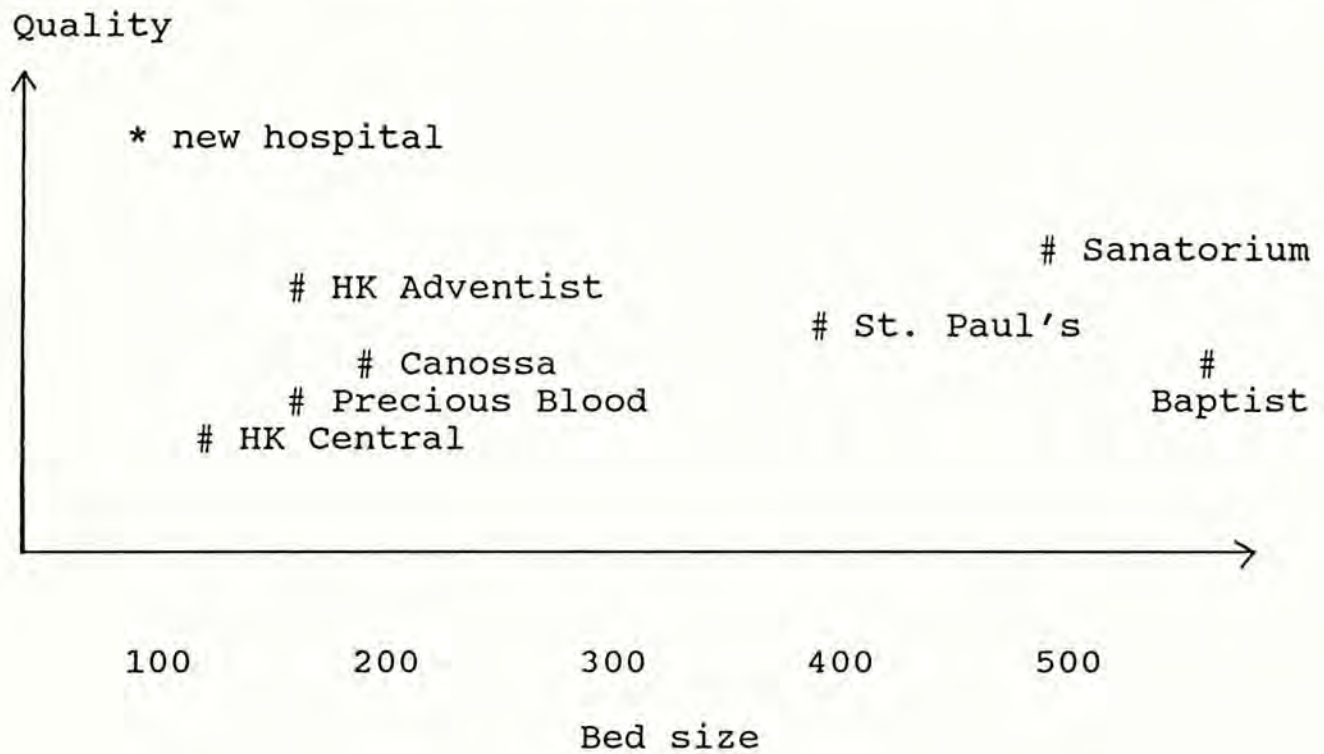 Quality
* new hospital
# Sanatorium
# HK Adventist
# St. Paul's
# Canossa #
# Precious Blood Baptist
# HK Central
100 200 300 400 500
Bed size